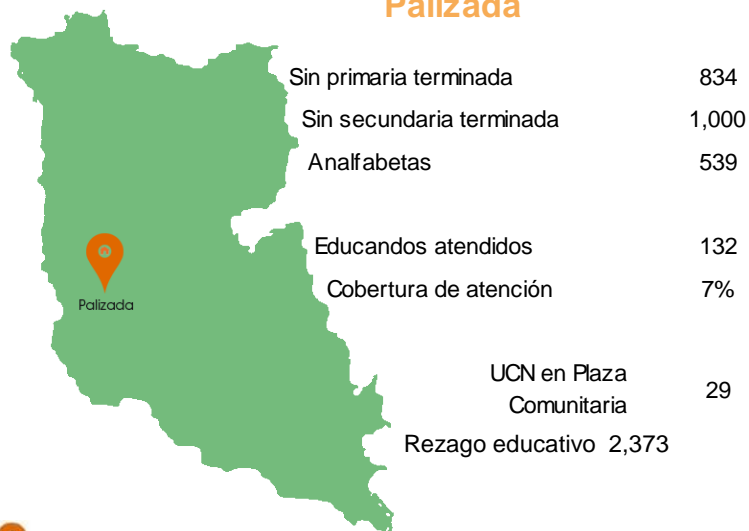 Palizada
Sin primaria terminada 834
Sin secundaria terminada 1,000
Analfabetas 539
Educandos atendidos 132
Palizada
Cobertura de atención 7%
UCN en Plaza
Comunitaria 29
Rezago educativo 2,373